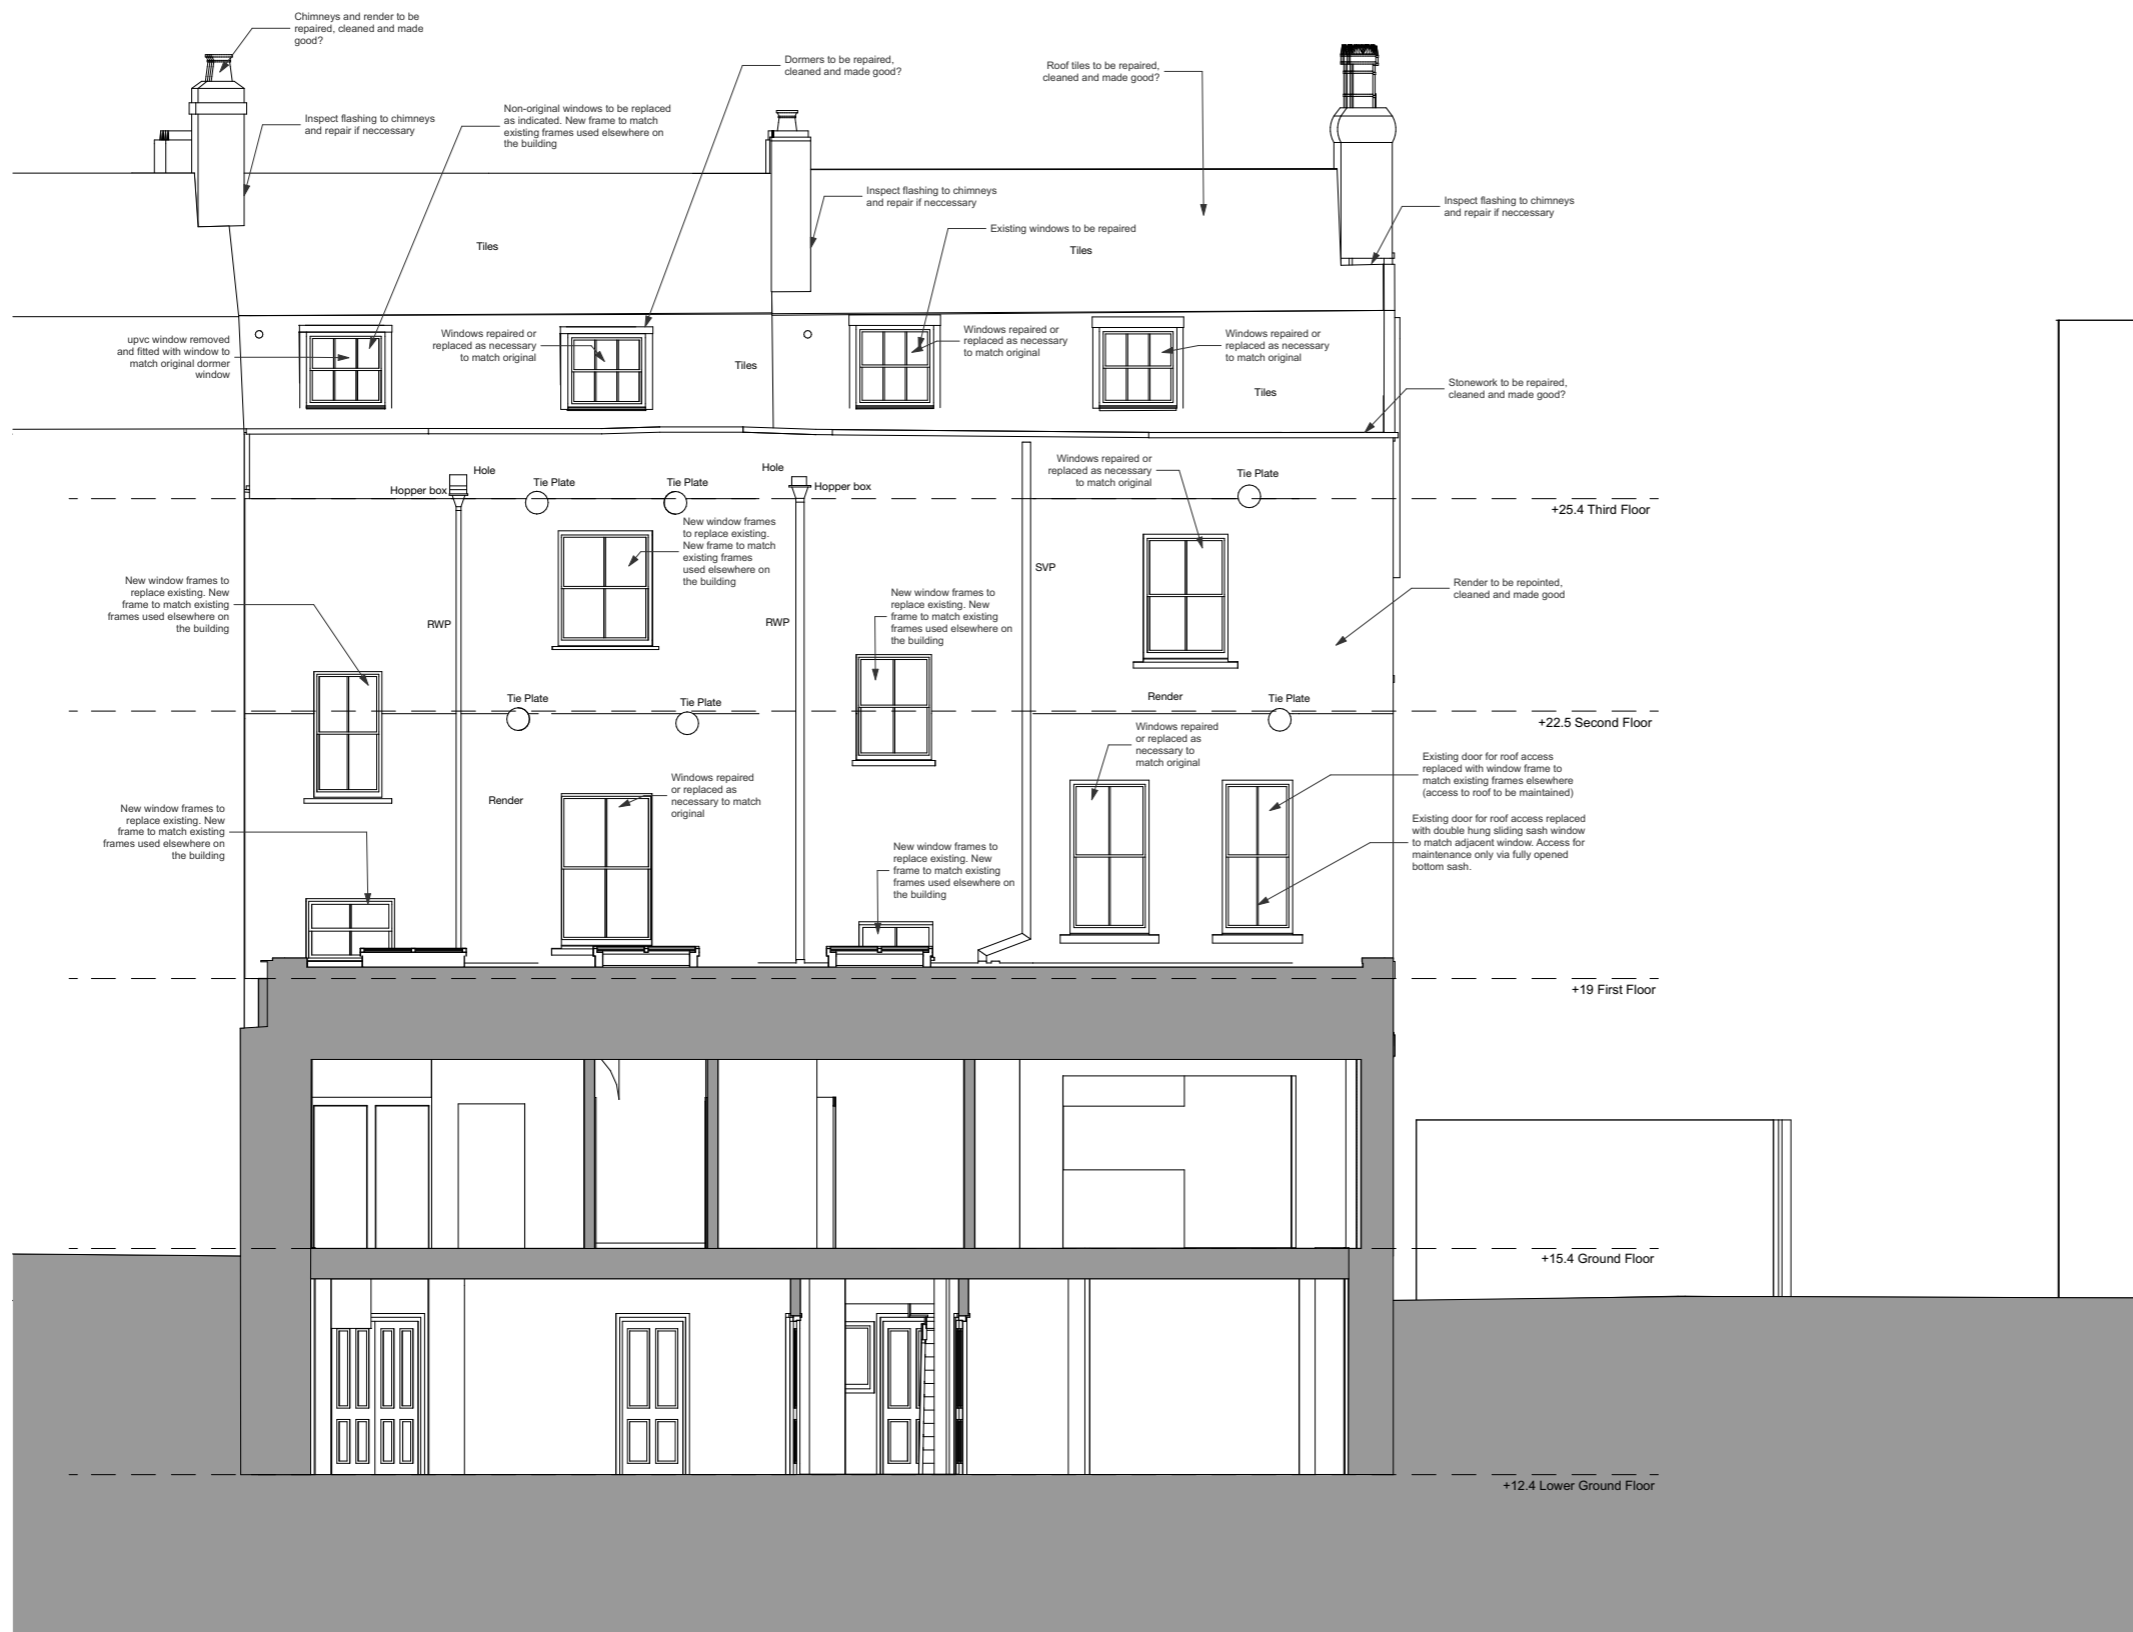 Chimneys and render to be
repaired, cleaned and made
good?
Dormers to be repaired,
cleaned and made good?
Roof tiles to be repaired,
cleaned and made good?
Inspect flashing to chimneys
and repair if neccessary
Non-original windows to be replaced
as indicated. New frame to match
existing frames used elsewhere on
the building
Inspect flashing to chimneys
and repair if neccessary
Inspect flashing to chimneys
and repair if neccessary
Existing windows to be repaired
Tiles
Tiles
upvc window removed
and fitted with window to
match original dormer
window
Windows repaired or
replaced as necessary
to match original
Tiles
Windows repaired or
replaced as necessary
to match original
Windows repaired or
replaced as necessary
to match original
Tiles
Stonework to be repaired,
cleaned and made good?
Hole
Hopper box
Tie Plate
Tie Plate
Hole
Hopper box
Windows repaired or
replaced as necessary
to match original
Tie Plate
+25.4 Third Floor
New window frames
to replace existing.
New frame to match
existing frames
used elsewhere on
the building
SVP
New window frames to
replace existing. New
frame to match existing
frames used elsewhere on
the building
RWP
RWP
New window frames to
replace existing. New
frame to match existing
frames used elsewhere on
the building
Render to be repointed,
cleaned and made good
Tie Plate
Tie Plate
Render
Tie Plate
+22.5 Second Floor
Windows repaired
or replaced as
necessary to
match original
Existing door for roof access
replaced with window frame to
match existing frames elsewhere
(access to roof to be maintained)
Windows repaired
or replaced as
necessary to match
original
Render
New window frames to
replace existing. New
frame to match existing
frames used elsewhere on
the building
Existing door for roof access replaced
with double hung sliding sash window
to match adjacent window. Access for
maintenance only via fully opened
bottom sash.
New window frames to
replace existing. New
frame to match existing
frames used elsewhere on
the building
+19 First Floor
+15.4 Ground Floor
+12.4 Lower Ground Floor